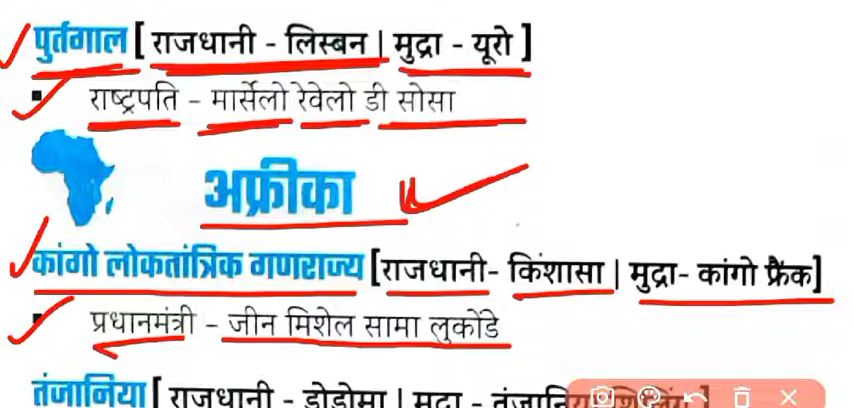 पुर्तगाल [ राजधानी - लिस्बन | मुद्रा - यूरो ]
▪ राष्ट्रपति - मार्सेलो रेवेलो डी सोसा
अफ्रीका
कांगो लोकतांत्रिक गणराज्य [राजधानी- किंशासा | मुद्रा- कांगो फ्रैंक]
▪ प्रधानमंत्री - जीन मिशेल सामा लुकोंडे
तंजानिया [ राजधानी - डोडोमा | मुद्रा - तंजानिया शिलिंग ]